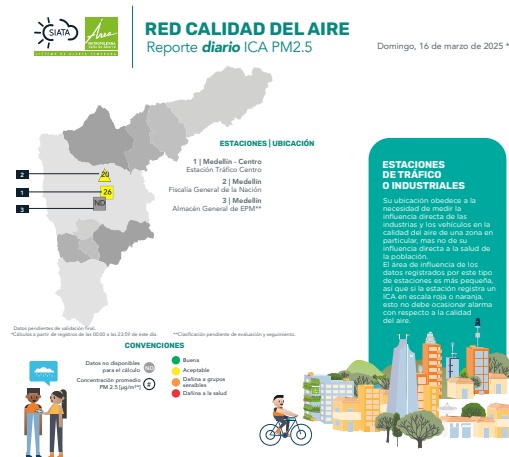 SIATA
Área
METROPOLITANA
Valle de Aburrá
RED CALIDAD DEL AIRE
Reporte diario ICA PM2.5
Domingo, 16 de marzo de 2025 *
ESTACIONES | UBICACIÓN
1 | Medellín - Centro
Estación Tráfico Centro
2 | Medellín
Fiscalía General de la Nación
3 | Medellín
Almacén General de EPM**
2
20
1
26
3
ND
ESTACIONES
DE TRÁFICO
O INDUSTRIALES
Su ubicación obedece a la
necesidad de medir la
influencia directa de las
industrias y los vehículos en la
calidad del aire de una zona en
particular, mas no de su
influencia directa a la salud de
la población.
El área de influencia de los
datos registrados por este tipo
de estaciones es más pequeña,
así que si la estación registra un
ICA en escala roja o naranja,
esto no debe ocasionar alarma
con respecto a la calidad
del aire.
Datos pendientes de validación final.
*Cálculos a partir de registros de las 00:00 a las 23:59 de este día.
**Clasificación pendiente de evaluación y seguimiento.
CONVENCIONES
Datos no disponibles
para el cálculo
ND
Concentración promedio
PM 2.5 (µg/m³)
#
Buena
Aceptable
Dañina a grupos
sensibles
Dañina a la salud